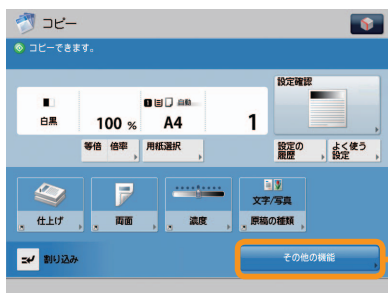 コピー
コピーできます。
設定確認
白黒
100 %
自動
A4
1
等倍
倍率
用紙選択
設定の
履歴
よく使う
設定
仕上げ
両面
濃度
文字/写真
原稿の種類
割り込み
その他の機能